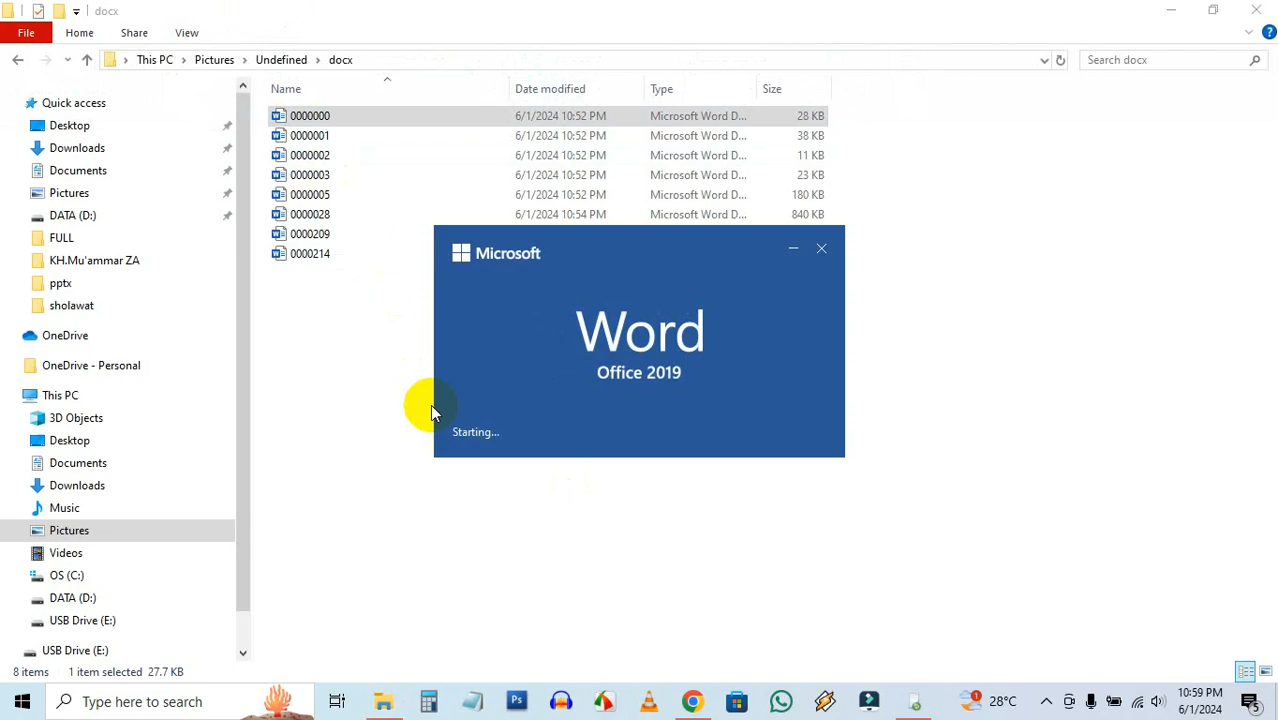 docx
File Home Share View
This PC Pictures Undefined docx Search docx
Name Date modified Type Size
Quick access
Desktop
Downloads
Documents
Pictures
DATA (D:)
FULL
KH.Mu'ammar ZA
pptx
sholawat
OneDrive
OneDrive - Personal
This PC
3D Objects
Desktop
Documents
Downloads
Music
Pictures
Videos
OS (C:)
DATA (D:)
USB Drive (E:)
USB Drive (E:)
0000000 6/1/2024 10:52 PM Microsoft Word D... 28 KB
0000001 6/1/2024 10:52 PM Microsoft Word D... 38 KB
0000002 6/1/2024 10:52 PM Microsoft Word D... 11 KB
0000003 6/1/2024 10:52 PM Microsoft Word D... 23 KB
0000005 6/1/2024 10:52 PM Microsoft Word D... 180 KB
0000028 6/1/2024 10:54 PM Microsoft Word D... 840 KB
0000209
0000214
Microsoft
Word
Office 2019
Starting...
8 items 1 item selected 27.7 KB
Type here to search
Ps
1
28°C
10:59 PM
6/1/2024
5